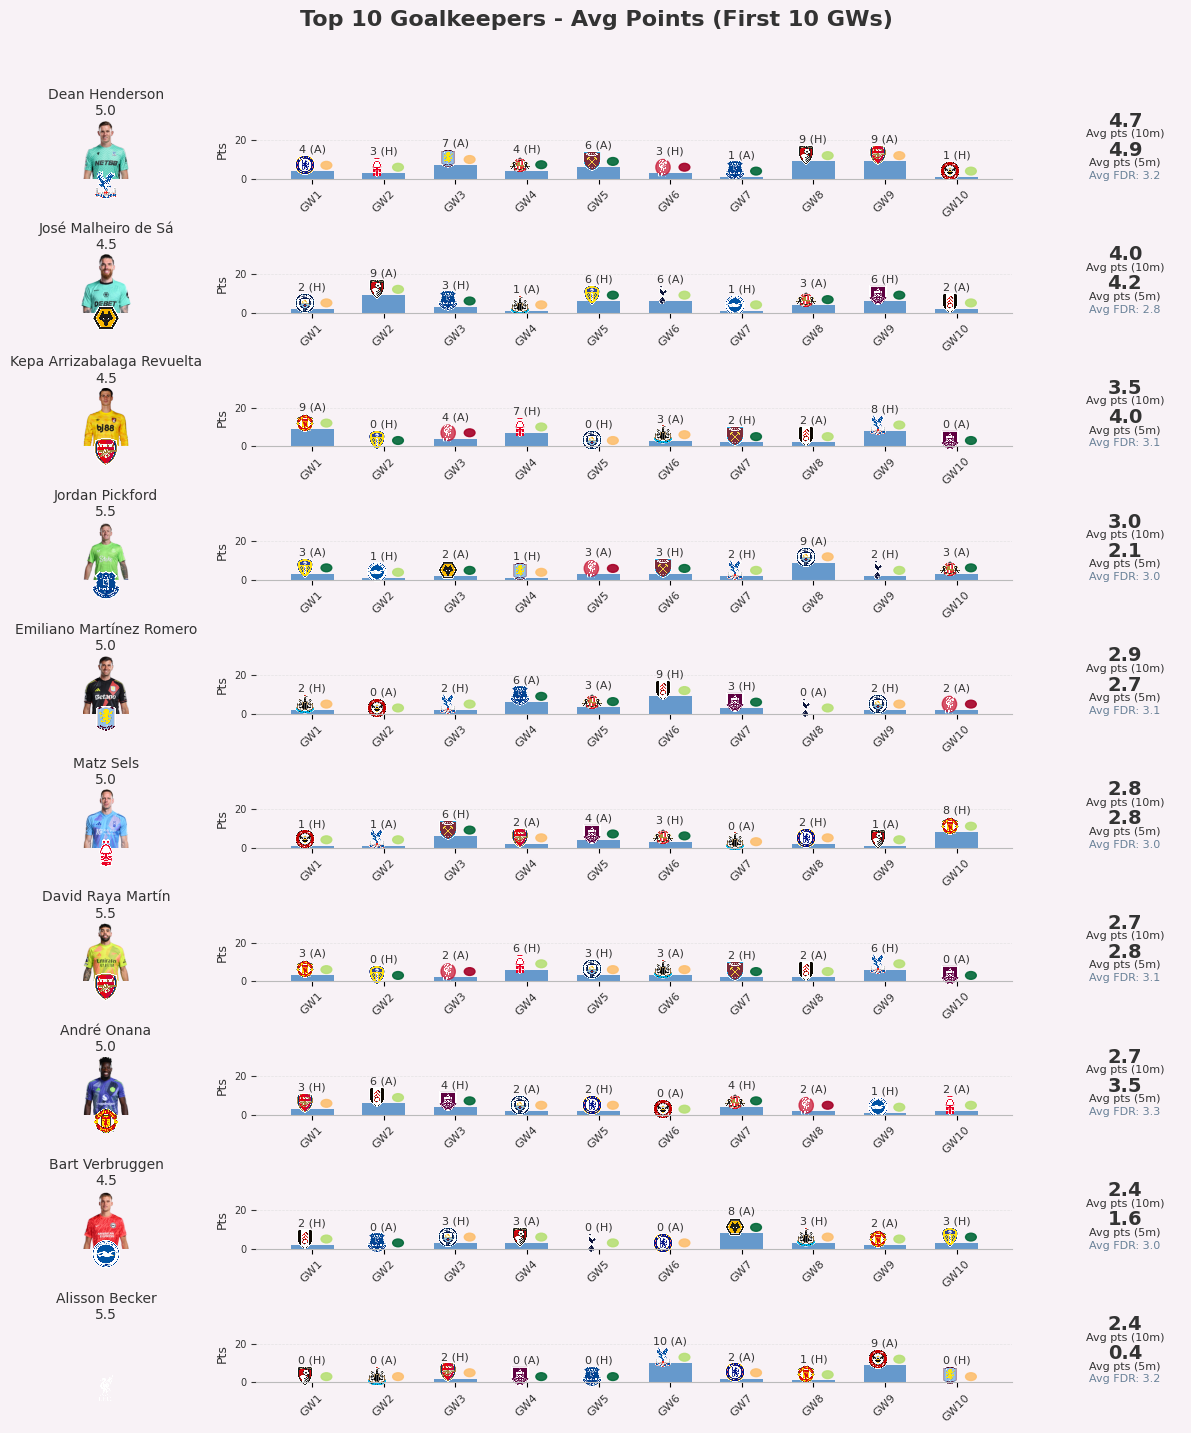 Top 10 Goalkeepers - Avg Points (First 10 GWs)
Dean Henderson
5.0
Pts
20
0
4 (A) 3 (H) 7 (A) 4 (H) 6 (A) 3 (H) 1 (A) 9 (H) 9 (A) 1 (H)
GW1 GW2 GW3 GW4 GW5 GW6 GW7 GW8 GW9 GW10
4.7
Avg pts (10m)
4.9
Avg pts (5m)
Avg FDR: 3.2
José Malheiro de Sá
4.5
Pts
20
0
2 (H) 9 (A) 3 (H) 1 (A) 6 (H) 6 (A) 1 (H) 3 (A) 6 (H) 2 (A)
GW1 GW2 GW3 GW4 GW5 GW6 GW7 GW8 GW9 GW10
4.0
Avg pts (10m)
4.2
Avg pts (5m)
Avg FDR: 2.8
Kepa Arrizabalaga Revuelta
4.5
bj88
Pts
20
0
9 (A) 0 (H) 4 (A) 7 (H) 0 (H) 3 (A) 2 (H) 2 (A) 8 (H) 0 (A)
GW1 GW2 GW3 GW4 GW5 GW6 GW7 GW8 GW9 GW10
3.5
Avg pts (10m)
4.0
Avg pts (5m)
Avg FDR: 3.1
Jordan Pickford
5.5
Pts
20
0
3 (A) 1 (H) 2 (A) 1 (H) 3 (A) 3 (H) 2 (H) 9 (A) 2 (H) 3 (A)
GW1 GW2 GW3 GW4 GW5 GW6 GW7 GW8 GW9 GW10
3.0
Avg pts (10m)
2.1
Avg pts (5m)
Avg FDR: 3.0
Emiliano Martínez Romero
5.0
Betano
Pts
20
0
2 (H) 0 (A) 2 (H) 6 (A) 3 (A) 9 (H) 3 (H) 0 (A) 2 (H) 2 (A)
GW1 GW2 GW3 GW4 GW5 GW6 GW7 GW8 GW9 GW10
2.9
Avg pts (10m)
2.7
Avg pts (5m)
Avg FDR: 3.1
Matz Sels
5.0
Pts
20
0
1 (H) 1 (A) 6 (H) 2 (A) 4 (A) 3 (H) 0 (A) 2 (H) 1 (A) 8 (H)
GW1 GW2 GW3 GW4 GW5 GW6 GW7 GW8 GW9 GW10
2.8
Avg pts (10m)
2.8
Avg pts (5m)
Avg FDR: 3.0
David Raya Martín
5.5
Pts
20
0
3 (A) 0 (H) 2 (A) 6 (H) 3 (H) 3 (A) 2 (H) 2 (A) 6 (H) 0 (A)
GW1 GW2 GW3 GW4 GW5 GW6 GW7 GW8 GW9 GW10
2.7
Avg pts (10m)
2.8
Avg pts (5m)
Avg FDR: 3.1
André Onana
5.0
Pts
20
0
3 (H) 6 (A) 4 (H) 2 (A) 2 (H) 0 (A) 4 (H) 2 (A) 1 (H) 2 (A)
GW1 GW2 GW3 GW4 GW5 GW6 GW7 GW8 GW9 GW10
2.7
Avg pts (10m)
3.5
Avg pts (5m)
Avg FDR: 3.3
Bart Verbruggen
4.5
Pts
20
0
2 (H) 0 (A) 3 (H) 3 (A) 0 (H) 0 (A) 8 (A) 3 (H) 2 (A) 3 (H)
GW1 GW2 GW3 GW4 GW5 GW6 GW7 GW8 GW9 GW10
2.4
Avg pts (10m)
1.6
Avg pts (5m)
Avg FDR: 3.0
Alisson Becker
5.5
Pts
20
0
0 (H) 0 (A) 2 (H) 0 (A) 0 (H) 10 (A) 2 (A) 1 (H) 9 (A) 0 (H)
GW1 GW2 GW3 GW4 GW5 GW6 GW7 GW8 GW9 GW10
2.4
Avg pts (10m)
0.4
Avg pts (5m)
Avg FDR: 3.2